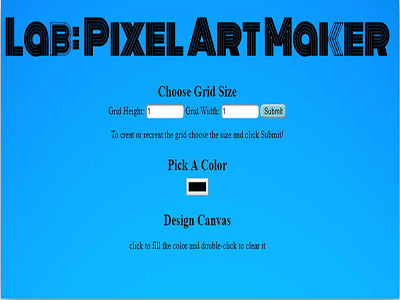 Lab: Pixel Art Maker
Choose Grid Size
Grid Height: 1 Grid Width: 1 Submit
To creat or recreat the grid choose the size and click Submit!
Pick A Color
Design Canvas
click to fill the color and double-click to clear it